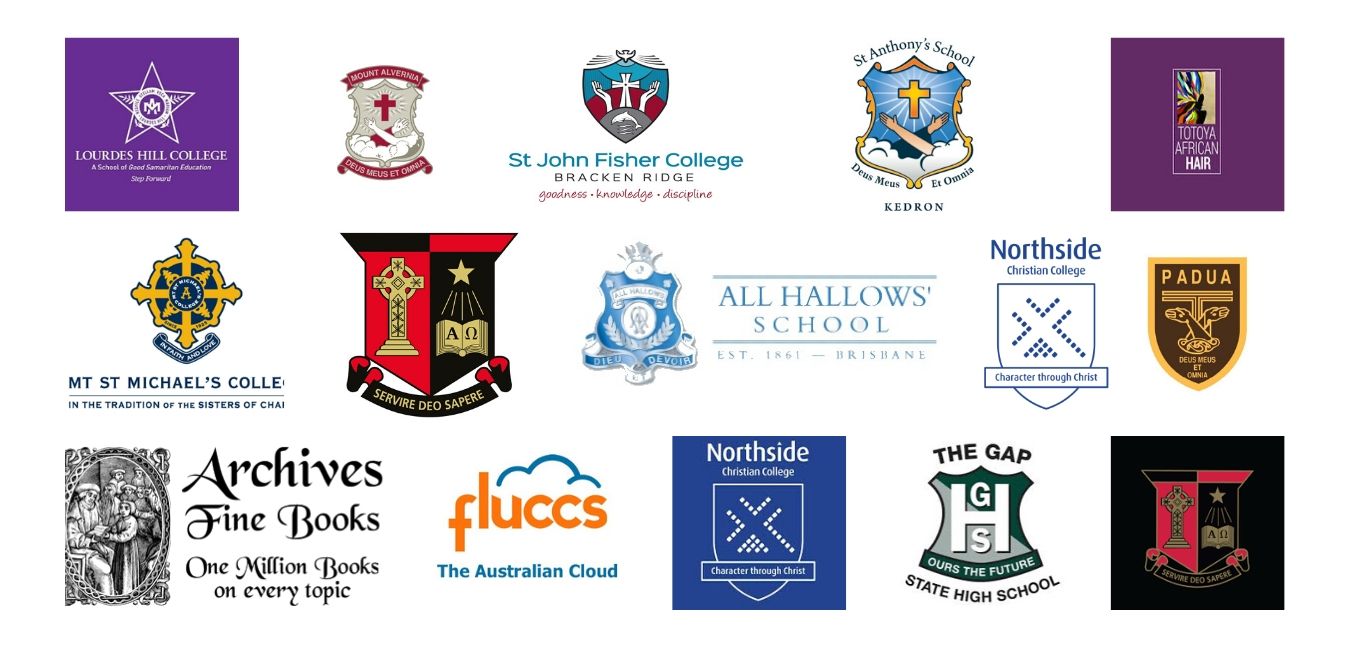 LOURDES HILL COLLEGE
A School of Good Samaritan Education
Step Forward
MOUNT ALVERNIA
DEUS MEUS ET OMNIA
St John Fisher College
BRACKEN RIDGE
goodness • knowledge • discipline
St Anthony's School
Deus Meus Et Omnia
KEDRON
TOTOYA
AFRICAN
HAIR
MT ST MICHAEL'S COLLEGE
A
IN FAITH AND LOVE
MT ST MICHAEL'S COLLE
IN THE TRADITION OF THE SISTERS OF CHA
Α Ω
SERVIRE DEO SAPERE
ALL HALLOWS
DIEU DEVOIR
ALL HALLOWS'
SCHOOL
EST. 1861 — BRISBANE
Northside
Christian College
Character through Christ
PADUA
DEUS MEUS
ET
OMNIA
Archives
Fine Books
One Million Books
on every topic
fluccs
The Australian Cloud
Northside
Christian College
Character through Christ
THE GAP
G
H
S
OURS THE FUTURE
STATE HIGH SCHOOL
Α Ω
SERVIRE DEO SAPERE